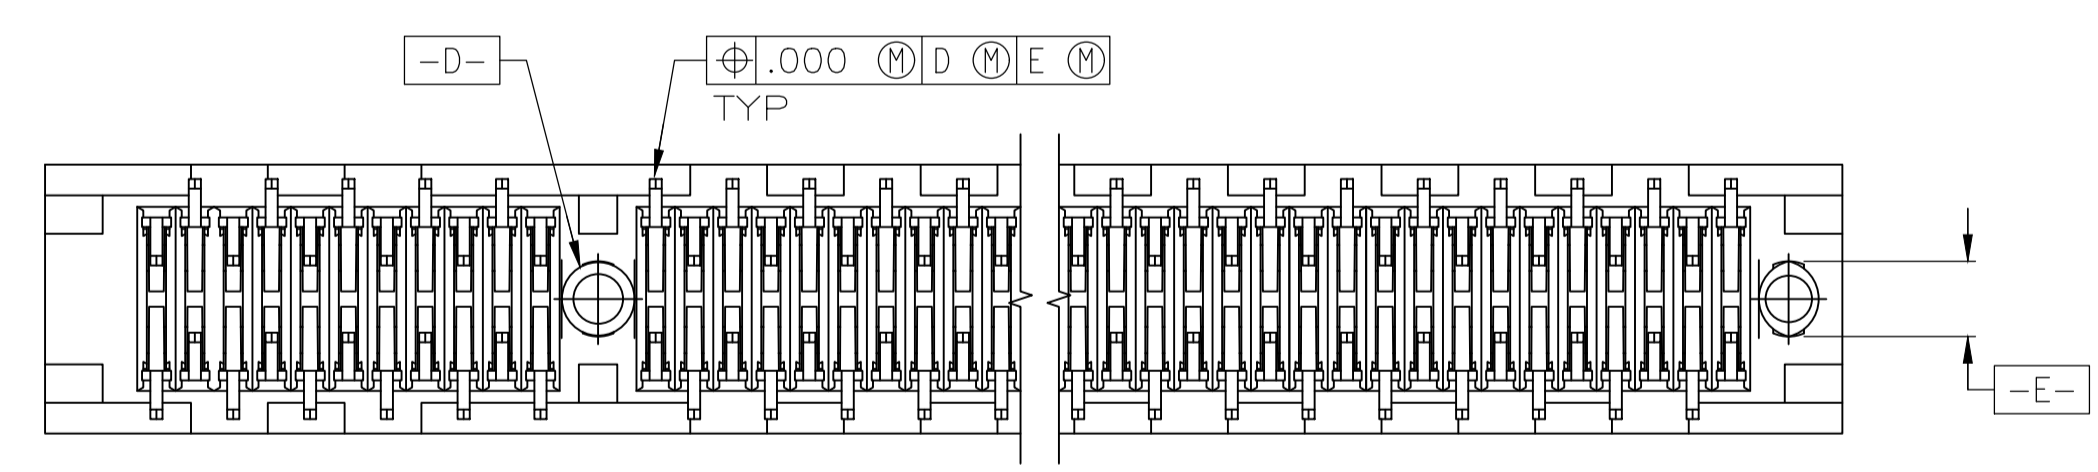 -D-
⌖ .000 Ⓜ D Ⓜ E Ⓜ
TYP
-E-